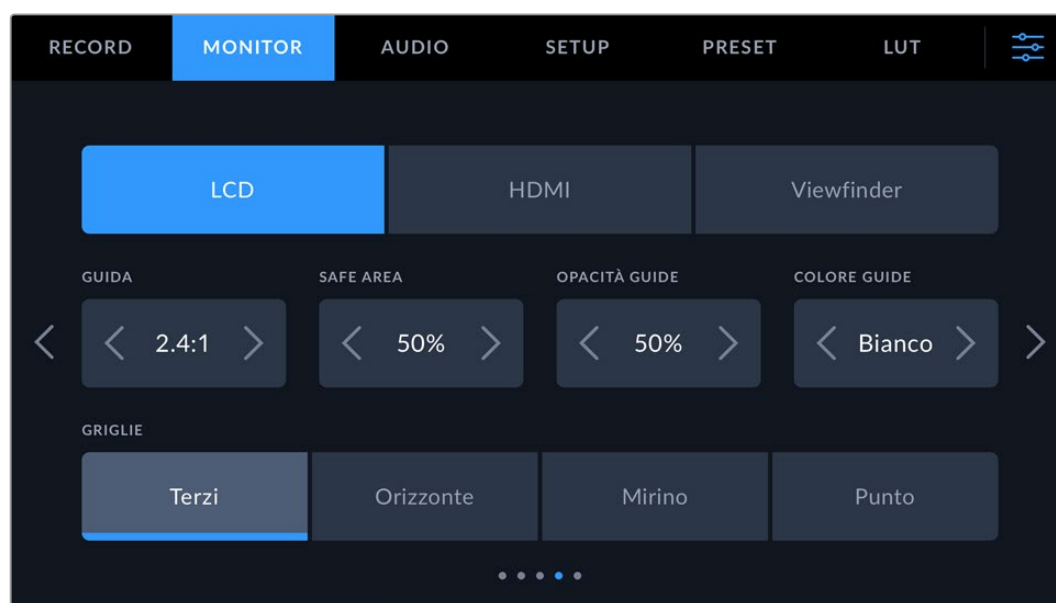 RECORD MONITOR AUDIO SETUP PRESET LUT
LCD HDMI Viewfinder
GUIDA SAFE AREA OPACITÀ GUIDE COLORE GUIDE
2.4:1 50% 50% Bianco
GRIGLIE
Terzi Orizzonte Mirino Punto